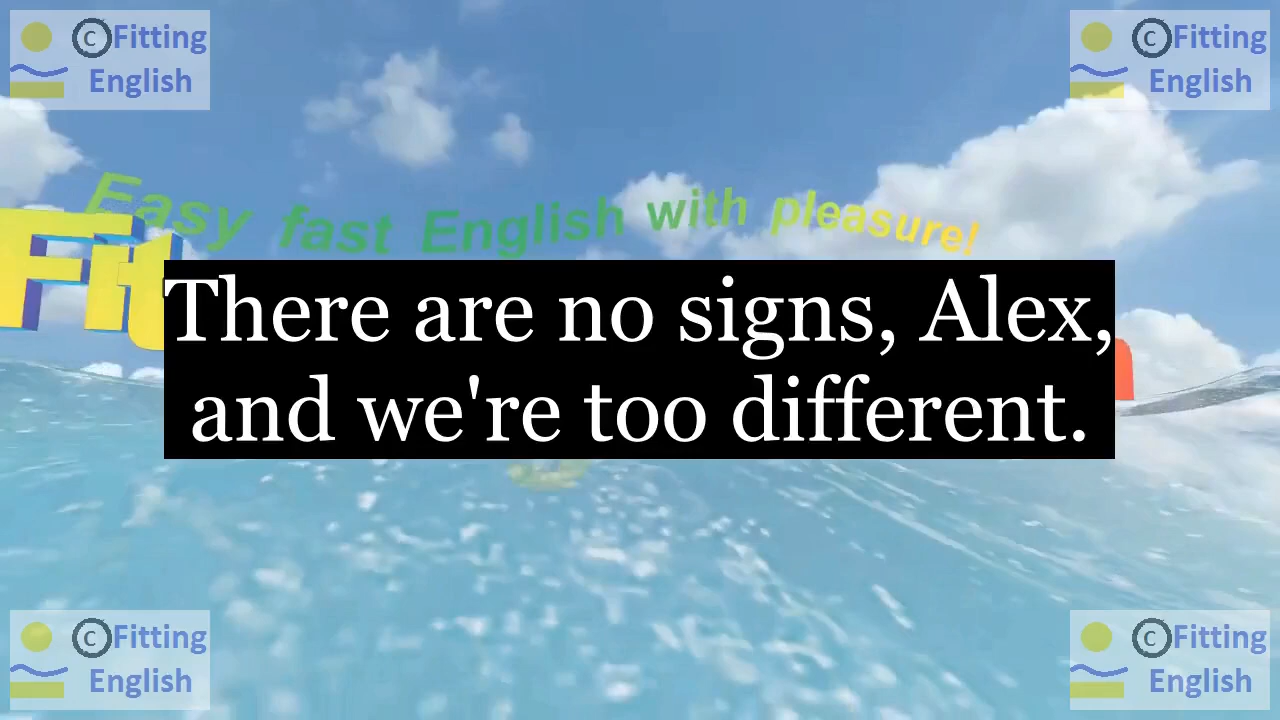 ©Fitting
English
©Fitting
English
Easy fast English with pleasure!
Fit
There are no signs, Alex,
and we're too different.
©Fitting
English
©Fitting
English